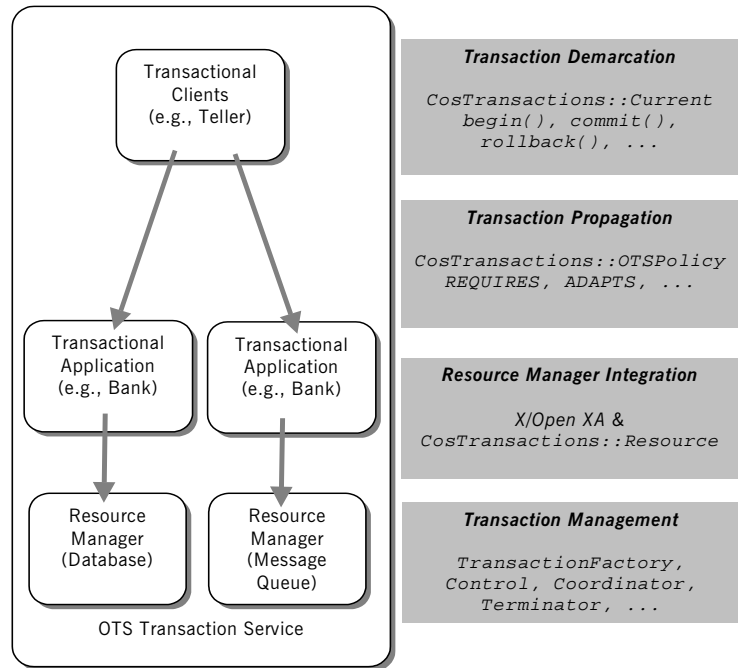 Transactional
Clients
(e.g., Teller)
Transactional
Application
(e.g., Bank)
Transactional
Application
(e.g., Bank)
Resource
Manager
(Database)
Resource
Manager
(Message
Queue)
OTS Transaction Service
Transaction Demarcation
CosTransactions::Current
begin(), commit(),
rollback(), ...
Transaction Propagation
CosTransactions::OTSPolicy
REQUIRES, ADAPTS, ...
Resource Manager Integration
X/Open XA &
CosTransactions::Resource
Transaction Management
TransactionFactory,
Control, Coordinator,
Terminator, ...